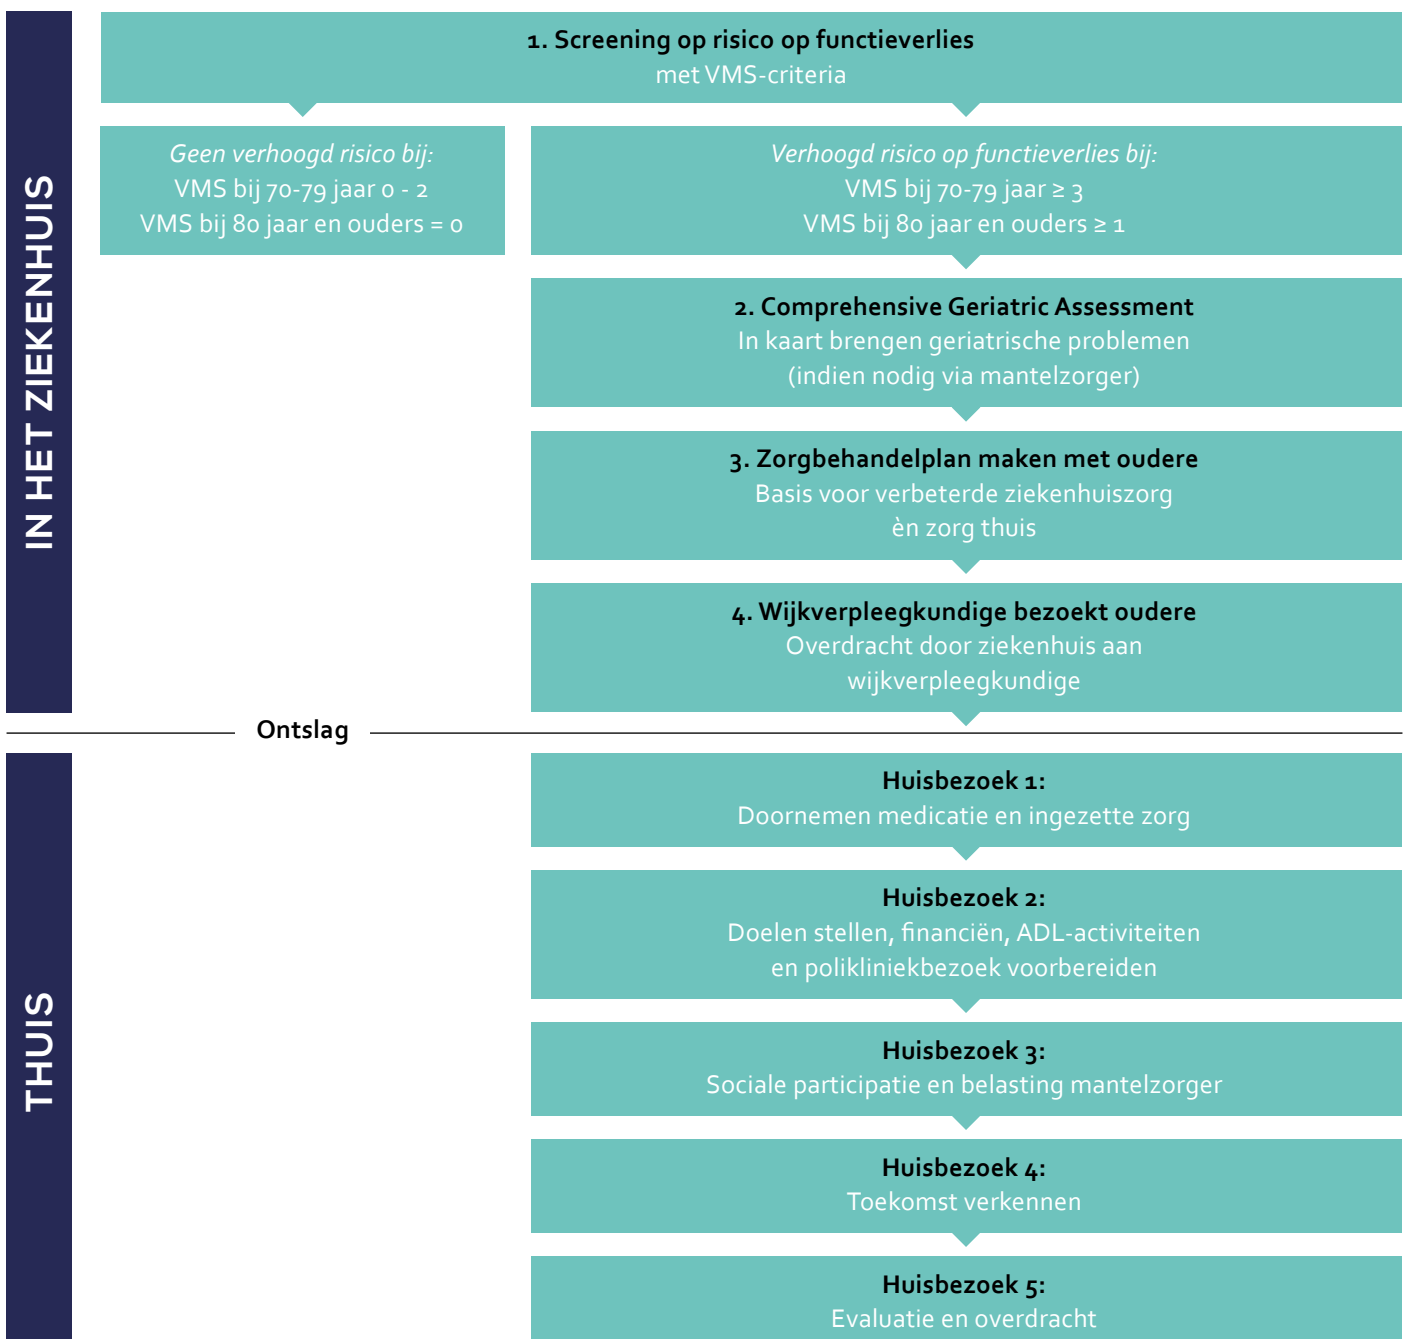 IN HET ZIEKENHUIS
1. Screening op risico op functieverlies
met VMS-criteria
Geen verhoogd risico bij:
VMS bij 70-79 jaar 0 - 2
VMS bij 80 jaar en ouders = 0
Verhoogd risico op functieverlies bij:
VMS bij 70-79 jaar ≥ 3
VMS bij 80 jaar en ouders ≥ 1
2. Comprehensive Geriatric Assessment
In kaart brengen geriatrische problemen
(indien nodig via mantelzorger)
3. Zorgbehandelplan maken met oudere
Basis voor verbeterde ziekenhuiszorg
èn zorg thuis
4. Wijkverpleegkundige bezoekt oudere
Overdracht door ziekenhuis aan
wijkverpleegkundige
Ontslag
THUIS
Huisbezoek 1:
Doornemen medicatie en ingezette zorg
Huisbezoek 2:
Doelen stellen, financiën, ADL-activiteiten
en polikliniekbezoek voorbereiden
Huisbezoek 3:
Sociale participatie en belasting mantelzorger
Huisbezoek 4:
Toekomst verkennen
Huisbezoek 5:
Evaluatie en overdracht